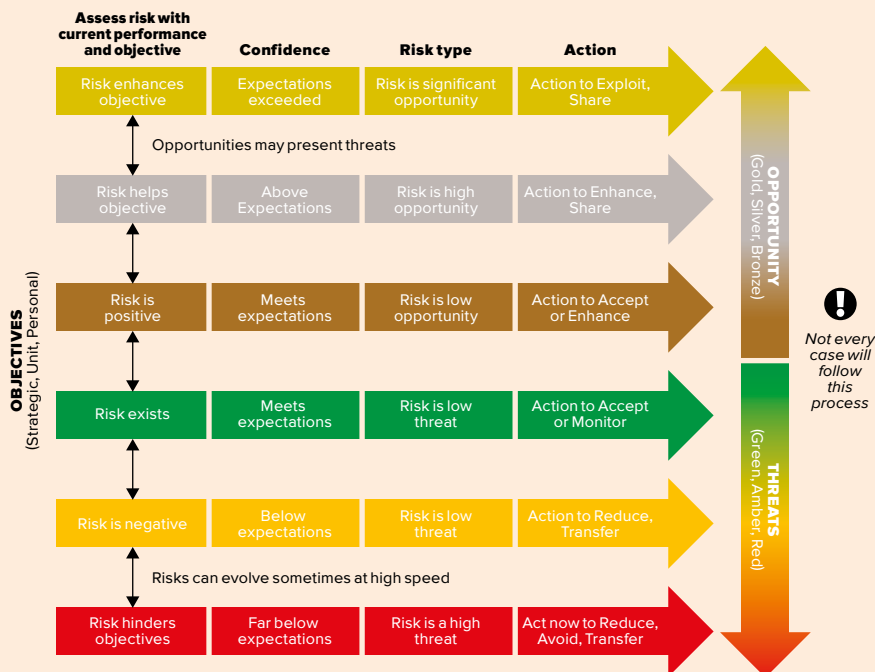 Assess risk with
current performance
and objective
Confidence
Risk type
Action
Risk enhances
objective
Expectations
exceeded
Risk is significant
opportunity
Action to Exploit,
Share
Opportunities may present threats
Risk helps
objective
Above
Expectations
Risk is high
opportunity
Action to Enhance,
Share
Risk is
positive
Meets
expectations
Risk is low
opportunity
Action to Accept
or Enhance
Risk exists
Meets
expectations
Risk is low
threat
Action to Accept
or Monitor
Risk is negative
Below
expectations
Risk is low
threat
Action to Reduce,
Transfer
Risks can evolve sometimes at high speed
Risk hinders
objectives
Far below
expectations
Risk is a high
threat
Act now to Reduce,
Avoid, Transfer
OBJECTIVES
(Strategic, Unit, Personal)
OPPORTUNITY
(Gold, Silver, Bronze)
THREATS
(Green, Amber, Red)
!
Not every
case will
follow
this
process